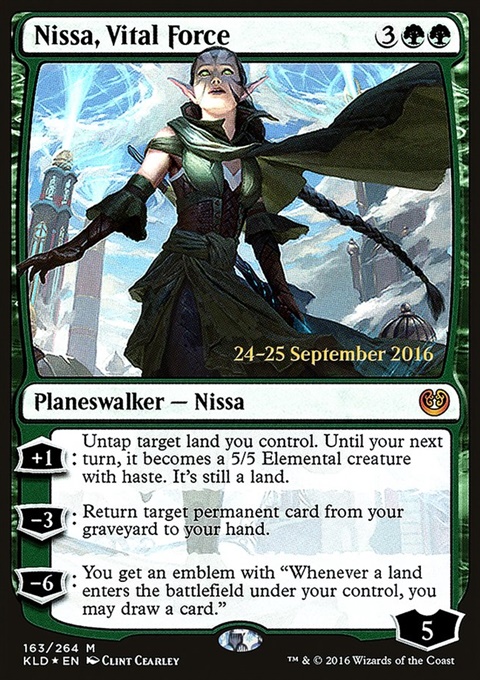 Nissa, Vital Force 3
24–25 September 2016
Planeswalker — Nissa
+1 : Untap target land you control. Until your next
turn, it becomes a 5/5 Elemental creature
with haste. It's still a land.
−3 : Return target permanent card from your
graveyard to your hand.
−6 : You get an emblem with “Whenever a land
enters the battlefield under your control, you
may draw a card.”
5
163/264 M
KLD ★ EN Clint Cearley
™ & © 2016 Wizards of the Coast